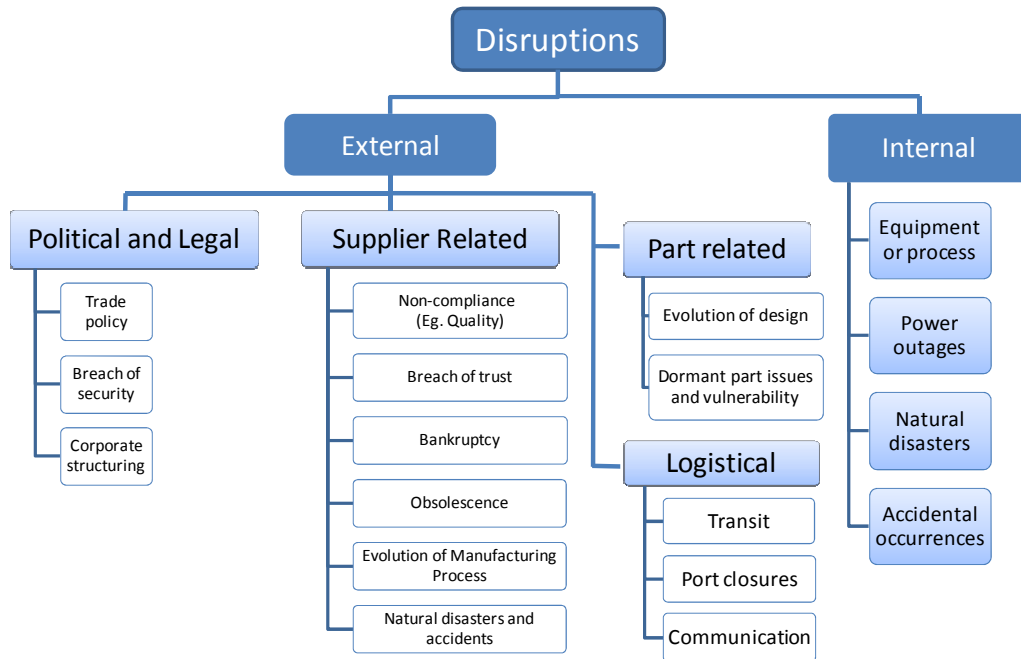 Disruptions
External
Internal
Political and Legal
Trade
policy
Breach of
security
Corporate
structuring
Supplier Related
Non-compliance
(Eg. Quality)
Breach of trust
Bankruptcy
Obsolescence
Evolution of Manufacturing
Process
Natural disasters and
accidents
Part related
Evolution of design
Dormant part issues
and vulnerability
Logistical
Transit
Port closures
Communication
Equipment
or process
Power
outages
Natural
disasters
Accidental
occurrences